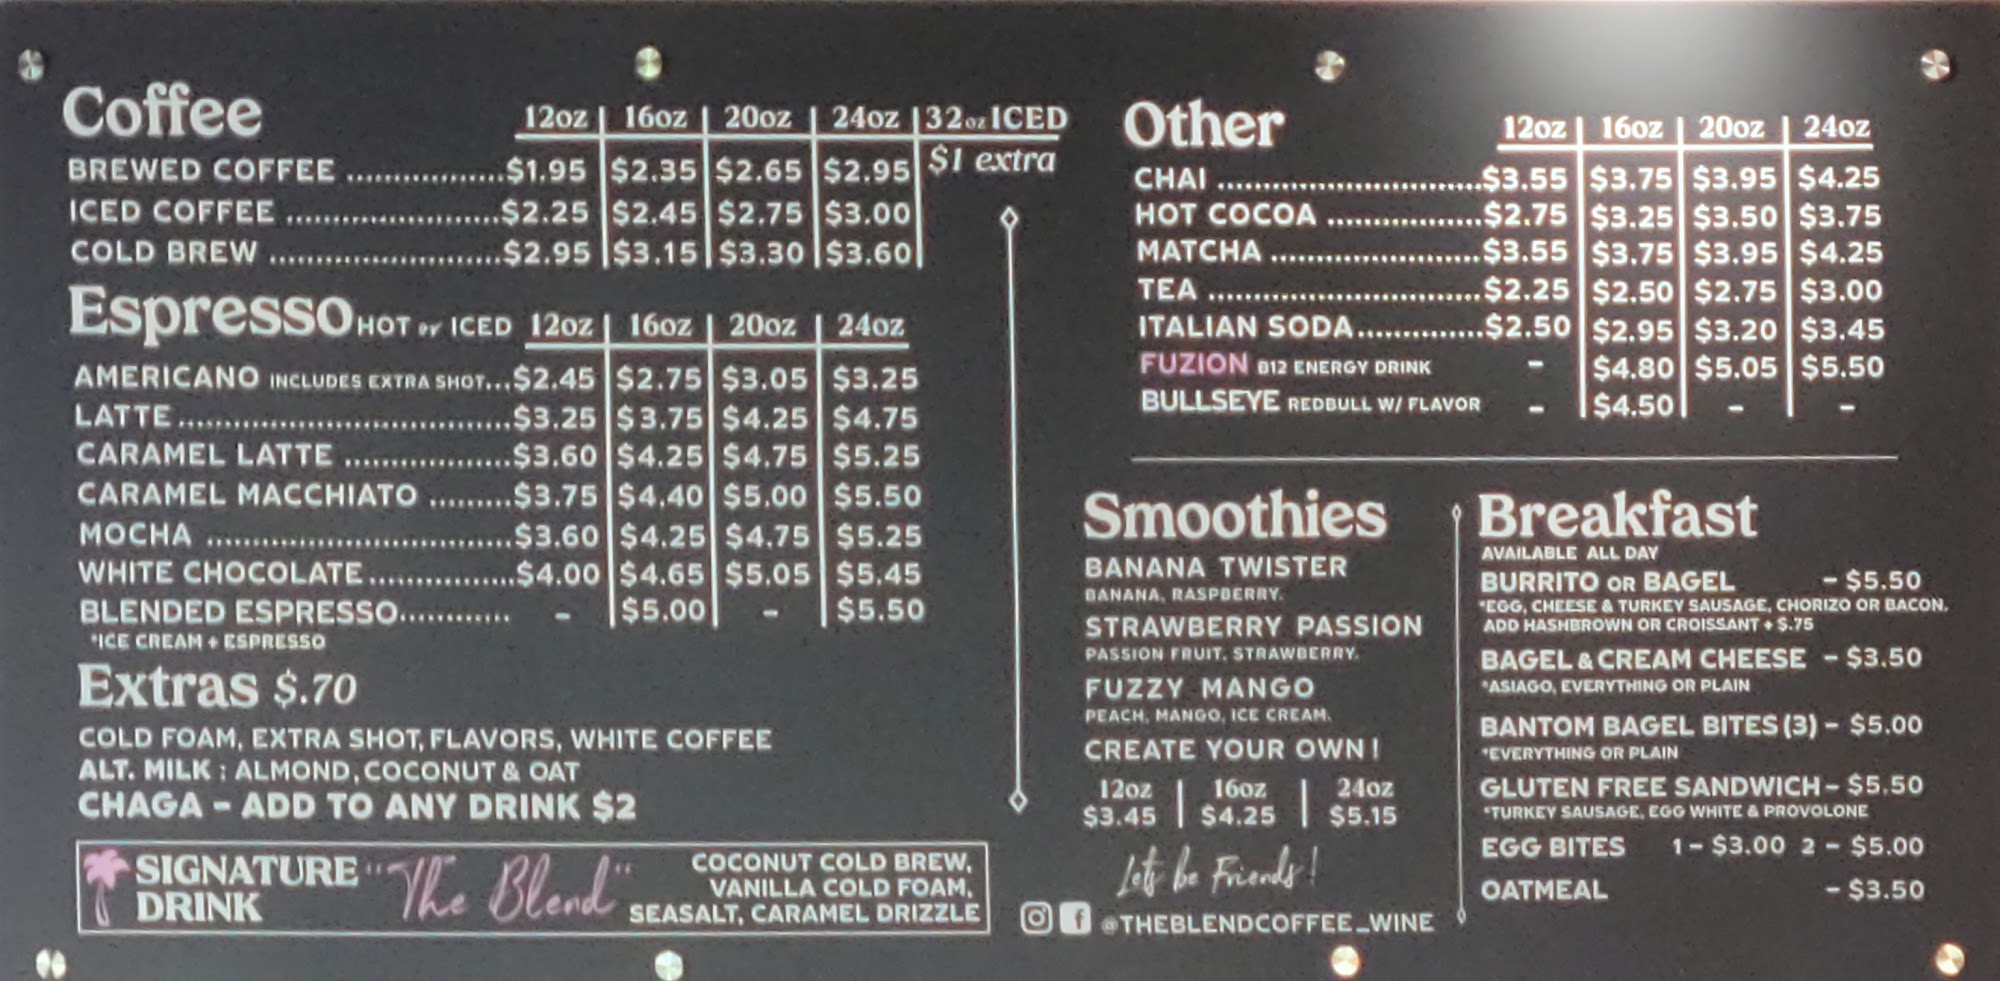 Coffee 12oz 16oz 20oz 24oz 32oz ICED
BREWED COFFEE ................. $1.95 $2.35 $2.65 $2.95 $1 extra
ICED COFFEE ....................... $2.25 $2.45 $2.75 $3.00
COLD BREW ......................... $2.95 $3.15 $3.30 $3.60
Espresso HOT or ICED 12oz 16oz 20oz 24oz
AMERICANO INCLUDES EXTRA SHOT... $2.45 $2.75 $3.05 $3.25
LATTE .................................... $3.25 $3.75 $4.25 $4.75
CARAMEL LATTE .................. $3.60 $4.25 $4.75 $5.25
CARAMEL MACCHIATO ......... $3.75 $4.40 $5.00 $5.50
MOCHA ................................. $3.60 $4.25 $4.75 $5.25
WHITE CHOCOLATE ................ $4.00 $4.65 $5.05 $5.45
BLENDED ESPRESSO ............ - $5.00 - $5.50
*ICE CREAM + ESPRESSO
Extras $.70
COLD FOAM, EXTRA SHOT, FLAVORS, WHITE COFFEE
ALT. MILK : ALMOND, COCONUT & OAT
CHAGA - ADD TO ANY DRINK $2
SIGNATURE
DRINK
"The Blend"
COCONUT COLD BREW,
VANILLA COLD FOAM,
SEASALT, CARAMEL DRIZZLE
Other 12oz 16oz 20oz 24oz
CHAI ............................. $3.55 $3.75 $3.95 $4.25
HOT COCOA ................. $2.75 $3.25 $3.50 $3.75
MATCHA ....................... $3.55 $3.75 $3.95 $4.25
TEA .............................. $2.25 $2.50 $2.75 $3.00
ITALIAN SODA .............. $2.50 $2.95 $3.20 $3.45
FUZION B12 ENERGY DRINK - $4.80 $5.05 $5.50
BULLSEYE REDBULL W/ FLAVOR - $4.50 - -
Smoothies
BANANA TWISTER
BANANA, RASPBERRY.
STRAWBERRY PASSION
PASSION FRUIT, STRAWBERRY.
FUZZY MANGO
PEACH, MANGO, ICE CREAM.
CREATE YOUR OWN!
12oz 16oz 24oz
$3.45 $4.25 $5.15
Let's be Friends!
@THEBLENDCOFFEE_WINE
Breakfast
AVAILABLE ALL DAY
BURRITO OR BAGEL - $5.50
*EGG, CHEESE & TURKEY SAUSAGE, CHORIZO OR BACON.
ADD HASHBROWN OR CROISSANT + $.75
BAGEL & CREAM CHEESE - $3.50
*ASIAGO, EVERYTHING OR PLAIN
BANTOM BAGEL BITES (3) - $5.00
*EVERYTHING OR PLAIN
GLUTEN FREE SANDWICH - $5.50
*TURKEY SAUSAGE, EGG WHITE & PROVOLONE
EGG BITES 1 - $3.00 2 - $5.00
OATMEAL - $3.50